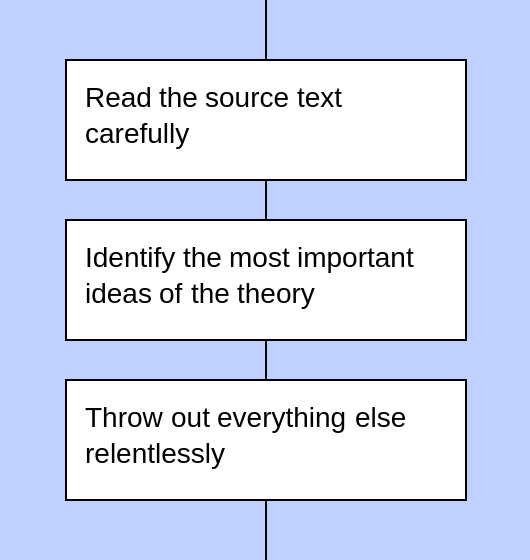 Read the source text
carefully
Identify the most important
ideas of the theory
Throw out everything else
relentlessly